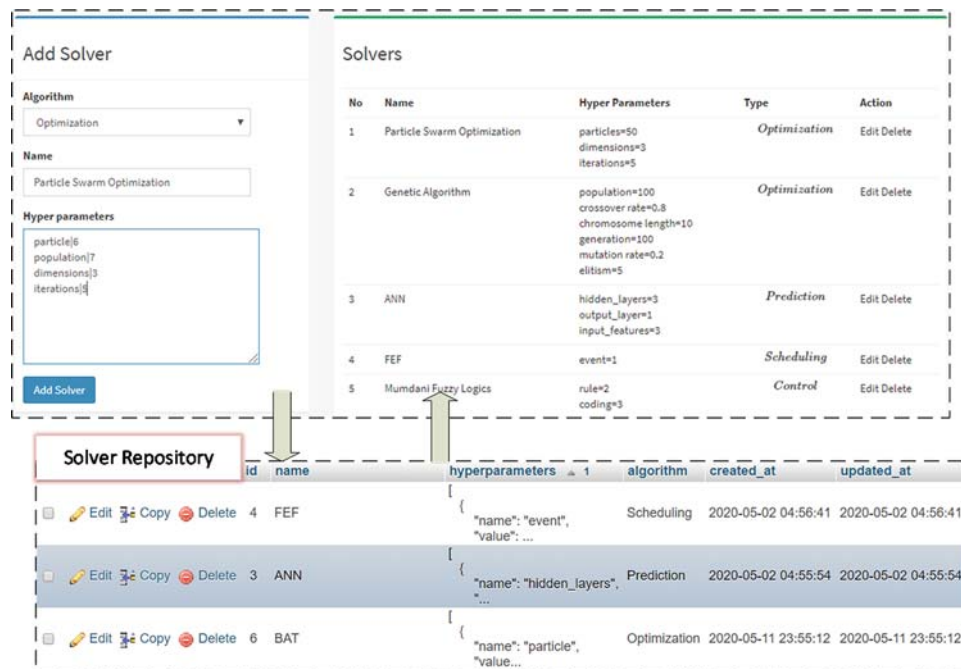 Add Solver
Algorithm
Optimization
Name
Particle Swarm Optimization
Hyper parameters
particle|6
population|7
dimensions|3
iterations|5
Add Solver
Solvers
No Name Hyper Parameters Type Action
1 Particle Swarm Optimization particles=50 Optimization Edit Delete
dimensions=3
iterations=5
2 Genetic Algorithm population=100 Optimization Edit Delete
crossover rate=0.8
chromosome length=10
generation=100
mutation rate=0.2
elitism=5
3 ANN hidden_layers=3 Prediction Edit Delete
output_layer=1
input_features=3
4 FEF event=1 Scheduling Edit Delete
5 Mumdani Fuzzy Logics rule=2 Control Edit Delete
coding=3
Solver Repository
id name hyperparameters 1 algorithm created_at updated_at
[
{
Edit Copy Delete 4 FEF "name": "event", Scheduling 2020-05-02 04:56:41 2020-05-02 04:56:41
"value": ...
[
{
Edit Copy Delete 3 ANN "name": "hidden_layers", Prediction 2020-05-02 04:55:54 2020-05-02 04:55:54
"...
[
{
Edit Copy Delete 6 BAT "name": "particle", Optimization 2020-05-11 23:55:12 2020-05-11 23:55:12
"value...